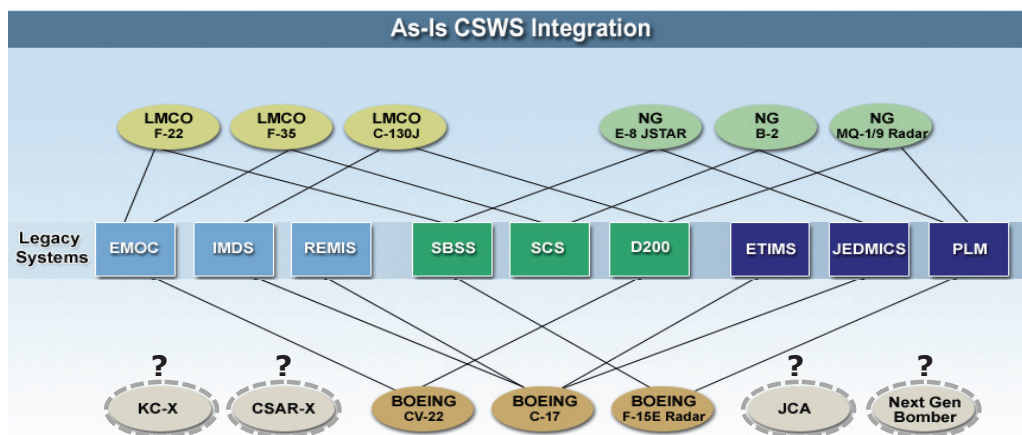 As-Is CSWS Integration
LMCO
F-22
LMCO
F-35
LMCO
C-130J
NG
E-8 JSTAR
NG
B-2
NG
MQ-1/9 Radar
Legacy
Systems
EMOC
IMDS
REMIS
SBSS
SCS
D200
ETIMS
JEDMICS
PLM
?
?
?
?
KC-X
CSAR-X
BOEING
CV-22
BOEING
C-17
BOEING
F-15E Radar
JCA
Next Gen
Bomber